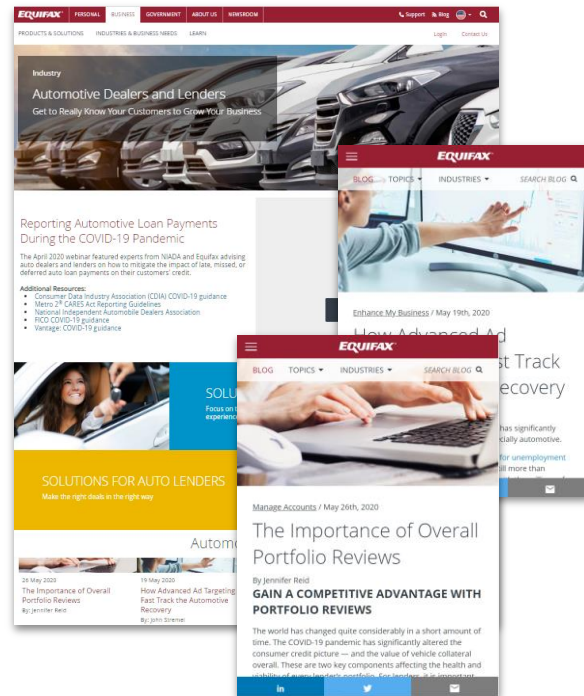 EQUIFAX PERSONAL BUSINESS GOVERNMENT ABOUT US NEWSROOM Support Blog
PRODUCTS & SOLUTIONS INDUSTRIES & BUSINESS NEEDS LEARN Login Contact Us
Industry
Automotive Dealers and Lenders
Get to Really Know Your Customers to Grow Your Business
Reporting Automotive Loan Payments
During the COVID-19 Pandemic
The April 2020 webinar featured experts from NIADA and Equifax advising
auto dealers and lenders on how to mitigate the impact of late, missed, or
deferred auto loan payments on their customers' credit.
Additional Resources:
• Consumer Data Industry Association (CDIA) COVID-19 guidance
• Metro 2® CARES Act Reporting Guidelines
• National Independent Automobile Dealers Association
• FICO COVID-19 guidance
• Vantage: COVID-19 guidance
SOLU
Focus on t
experienc
SOLUTIONS FOR AUTO LENDERS
Make the right deals in the right way
Automo
26 May 2020
The Importance of Overall
Portfolio Reviews
By: Jennifer Reid
19 May 2020
How Advanced Ad Targeting
Fast Track the Automotive
Recovery
By: John Stremel
EQUIFAX
BLOG TOPICS INDUSTRIES SEARCH BLOG
Enhance My Business / May 19th, 2020
How Advanced Ad
st Track
ecovery
has significantly
cially automotive.
for unemployment
ill more than
EQUIFAX
BLOG TOPICS INDUSTRIES SEARCH BLOG
Manage Accounts / May 26th, 2020
The Importance of Overall
Portfolio Reviews
By Jennifer Reid
GAIN A COMPETITIVE ADVANTAGE WITH
PORTFOLIO REVIEWS
The world has changed quite considerably in a short amount of
time. The COVID-19 pandemic has significantly altered the
consumer credit picture — and the value of vehicle collateral
overall. These are two key components affecting the health and
viability of every lender's portfolio. For lenders, it is important
in